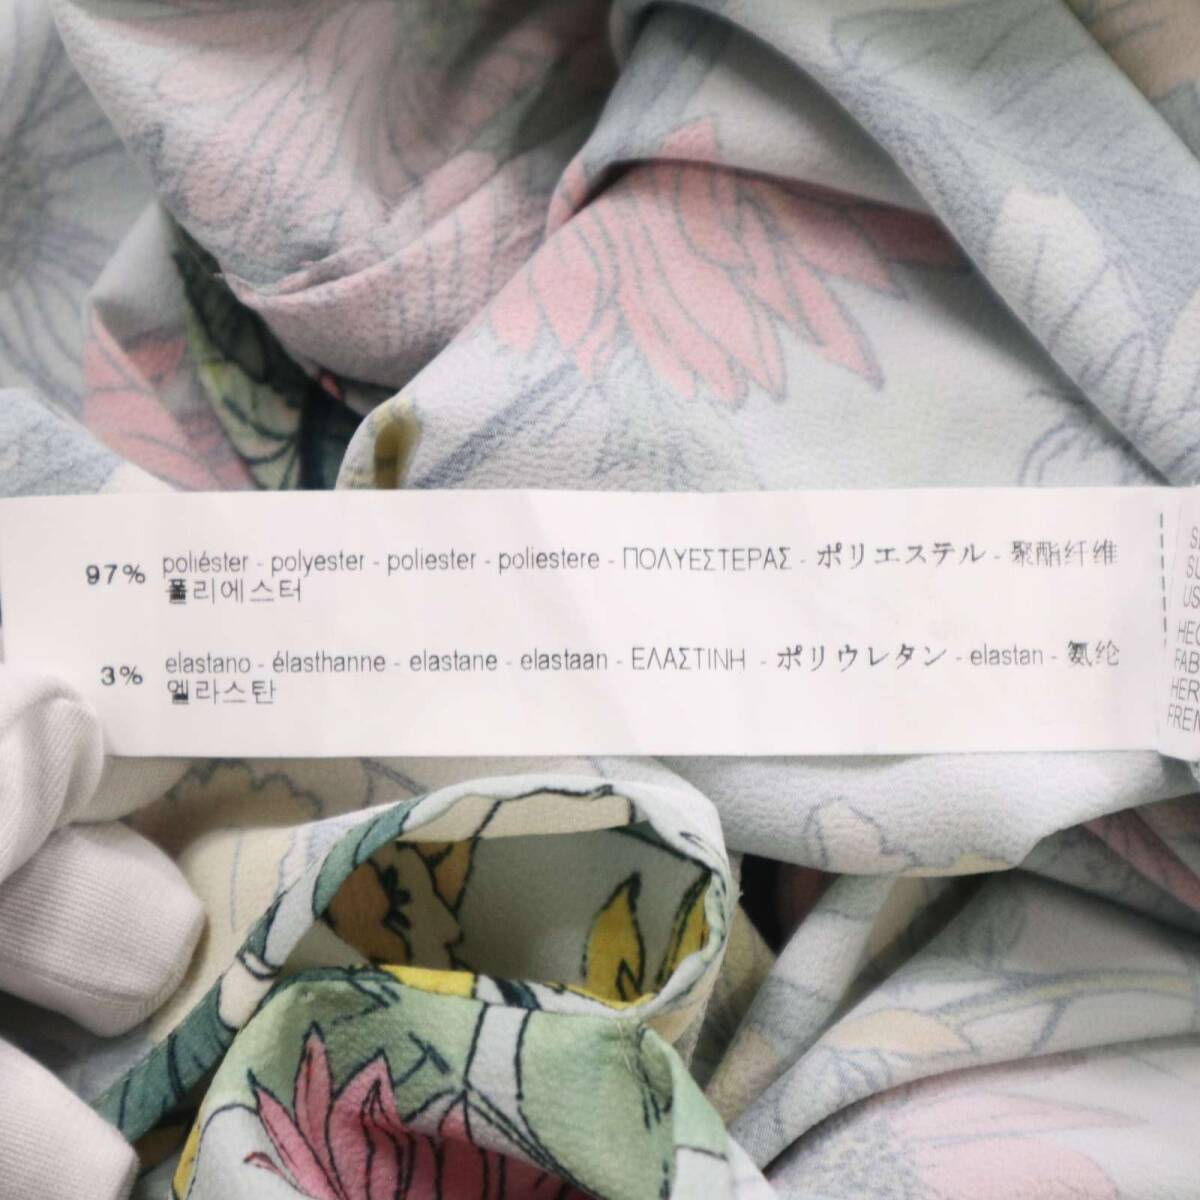 97% poliéster - polyester - poliester - poliestere - ΠΟΛΥΕΣΤΕΡΑΣ - ポリエステル - 聚酯纤维
폴리에스터
3% elastano - élasthanne - elastane - elastaan - ΕΛΑΣΤΙΝΗ - ポリウレタン - elastan - 氨纶
엘라스탄